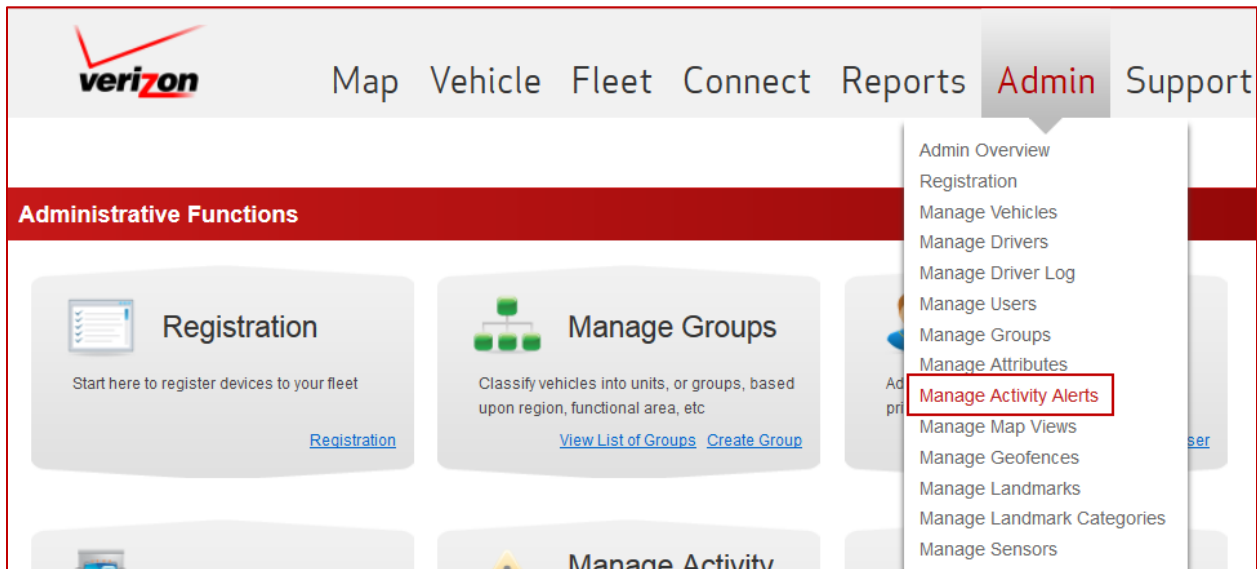 verizon
Map Vehicle Fleet Connect Reports Admin Support
Admin Overview
Registration
Manage Vehicles
Manage Drivers
Manage Driver Log
Manage Users
Manage Groups
Manage Attributes
Manage Activity Alerts
Manage Map Views
Manage Geofences
Manage Landmarks
Manage Landmark Categories
Manage Sensors
Administrative Functions
Registration
Start here to register devices to your fleet
Registration
Manage Groups
Classify vehicles into units, or groups, based
upon region, functional area, etc
View List of Groups Create Group
Manage Activity